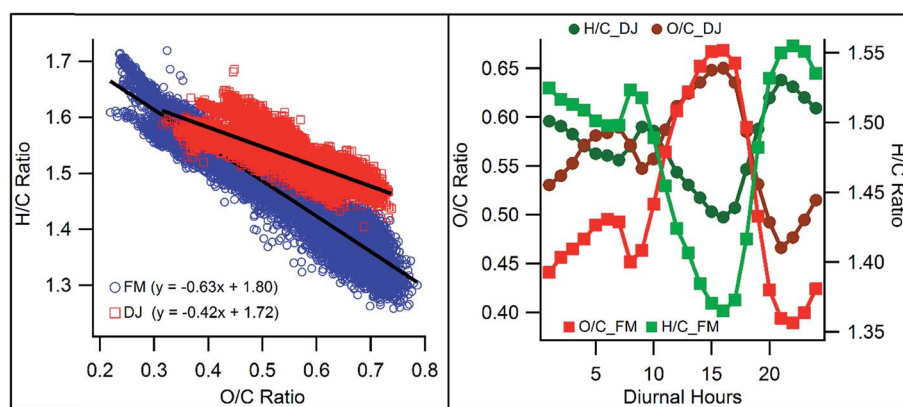 1.7
1.6
1.5
1.4
1.3
H/C Ratio
FM (y = -0.63x + 1.80)
DJ (y = -0.42x + 1.72)
0.2 0.3 0.4 0.5 0.6 0.7 0.8
O/C Ratio
H/C_DJ O/C_DJ
0.65
0.60
0.55
0.50
0.45
0.40
O/C Ratio
1.55
1.50
1.45
1.40
1.35
H/C Ratio
O/C_FM H/C_FM
5 10 15 20
Diurnal Hours